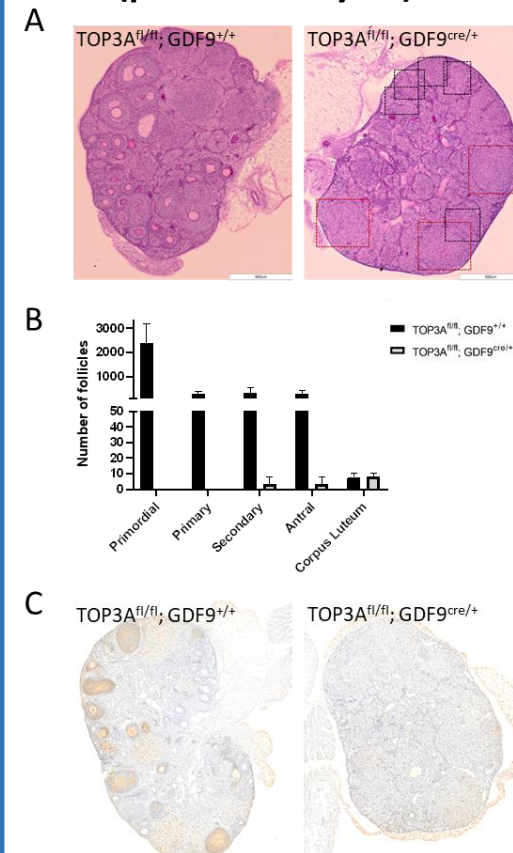 A
TOP3A^fl/fl; GDF9^+/+
TOP3A^fl/fl; GDF9^cre/+
B
Number of follicles
3000
2000
1000
50
40
30
20
10
0
Primordial
Primary
Secondary
Antral
Corpus Luteum
TOP3A^fl/fl; GDF9^+/+
TOP3A^fl/fl; GDF9^cre/+
C
TOP3A^fl/fl; GDF9^+/+
TOP3A^fl/fl; GDF9^cre/+